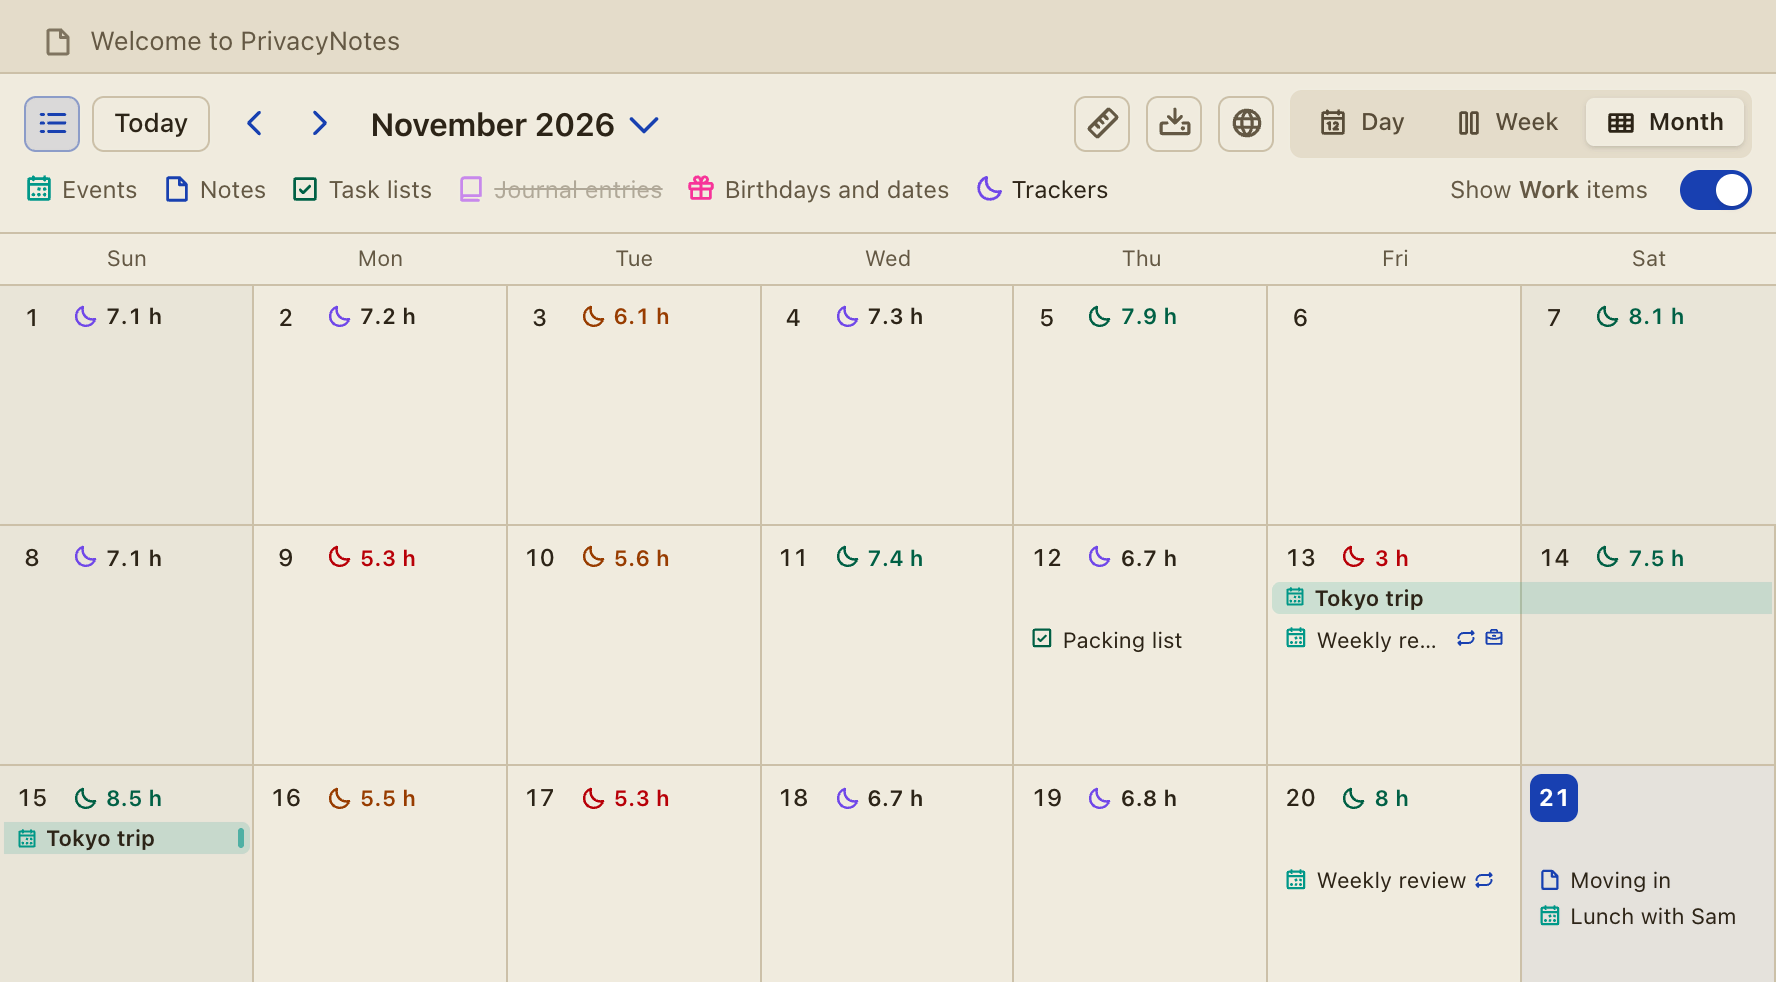 Welcome to PrivacyNotes
Today
November 2026
12
Day
Week
Month
Events
Notes
Task lists
Journal entries
Birthdays and dates
Trackers
Show Work items
Sun Mon Tue Wed Thu Fri Sat
1 7.1 h 2 7.2 h 3 6.1 h 4 7.3 h 5 7.9 h 6 7 8.1 h
8 7.1 h 9 5.3 h 10 5.6 h 11 7.4 h 12 6.7 h 13 3 h 14 7.5 h
Tokyo trip
Packing list
Weekly re...
15 8.5 h 16 5.5 h 17 5.3 h 18 6.7 h 19 6.8 h 20 8 h 21
Tokyo trip
Weekly review
Moving in
Lunch with Sam